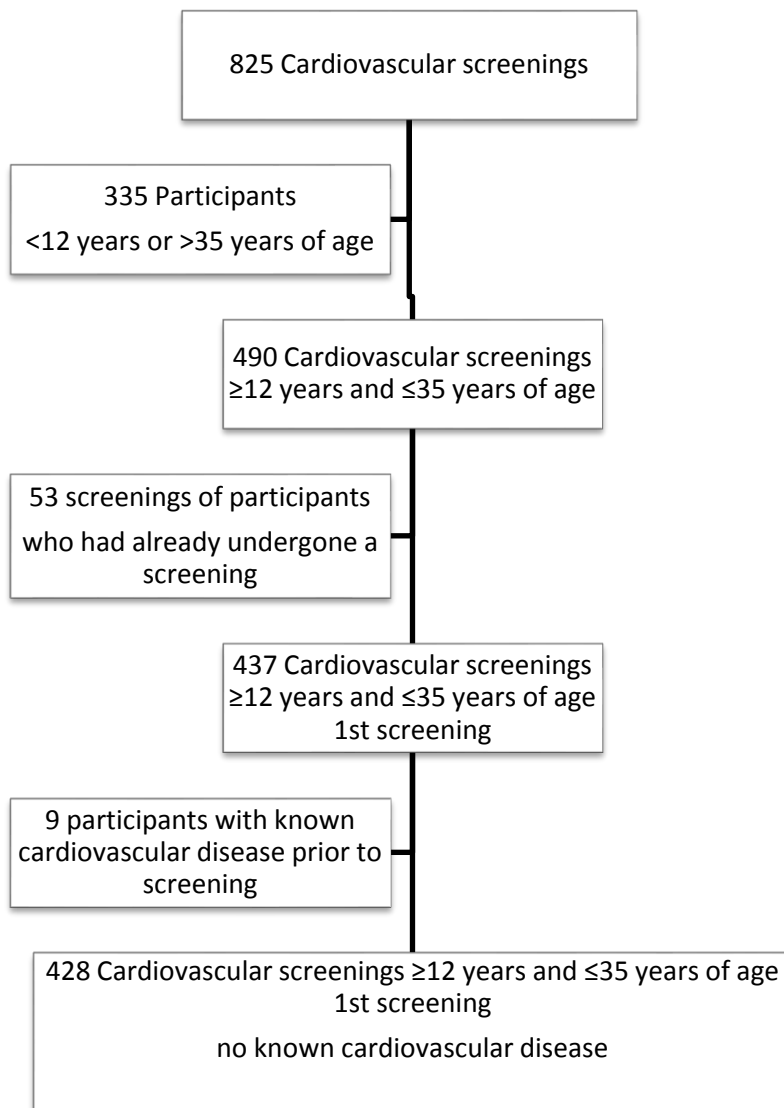 825 Cardiovascular screenings
335 Participants
<12 years or >35 years of age
490 Cardiovascular screenings
≥12 years and ≤35 years of age
53 screenings of participants
who had already undergone a
screening
437 Cardiovascular screenings
≥12 years and ≤35 years of age
1st screening
9 participants with known
cardiovascular disease prior to
screening
428 Cardiovascular screenings ≥12 years and ≤35 years of age
1st screening
no known cardiovascular disease